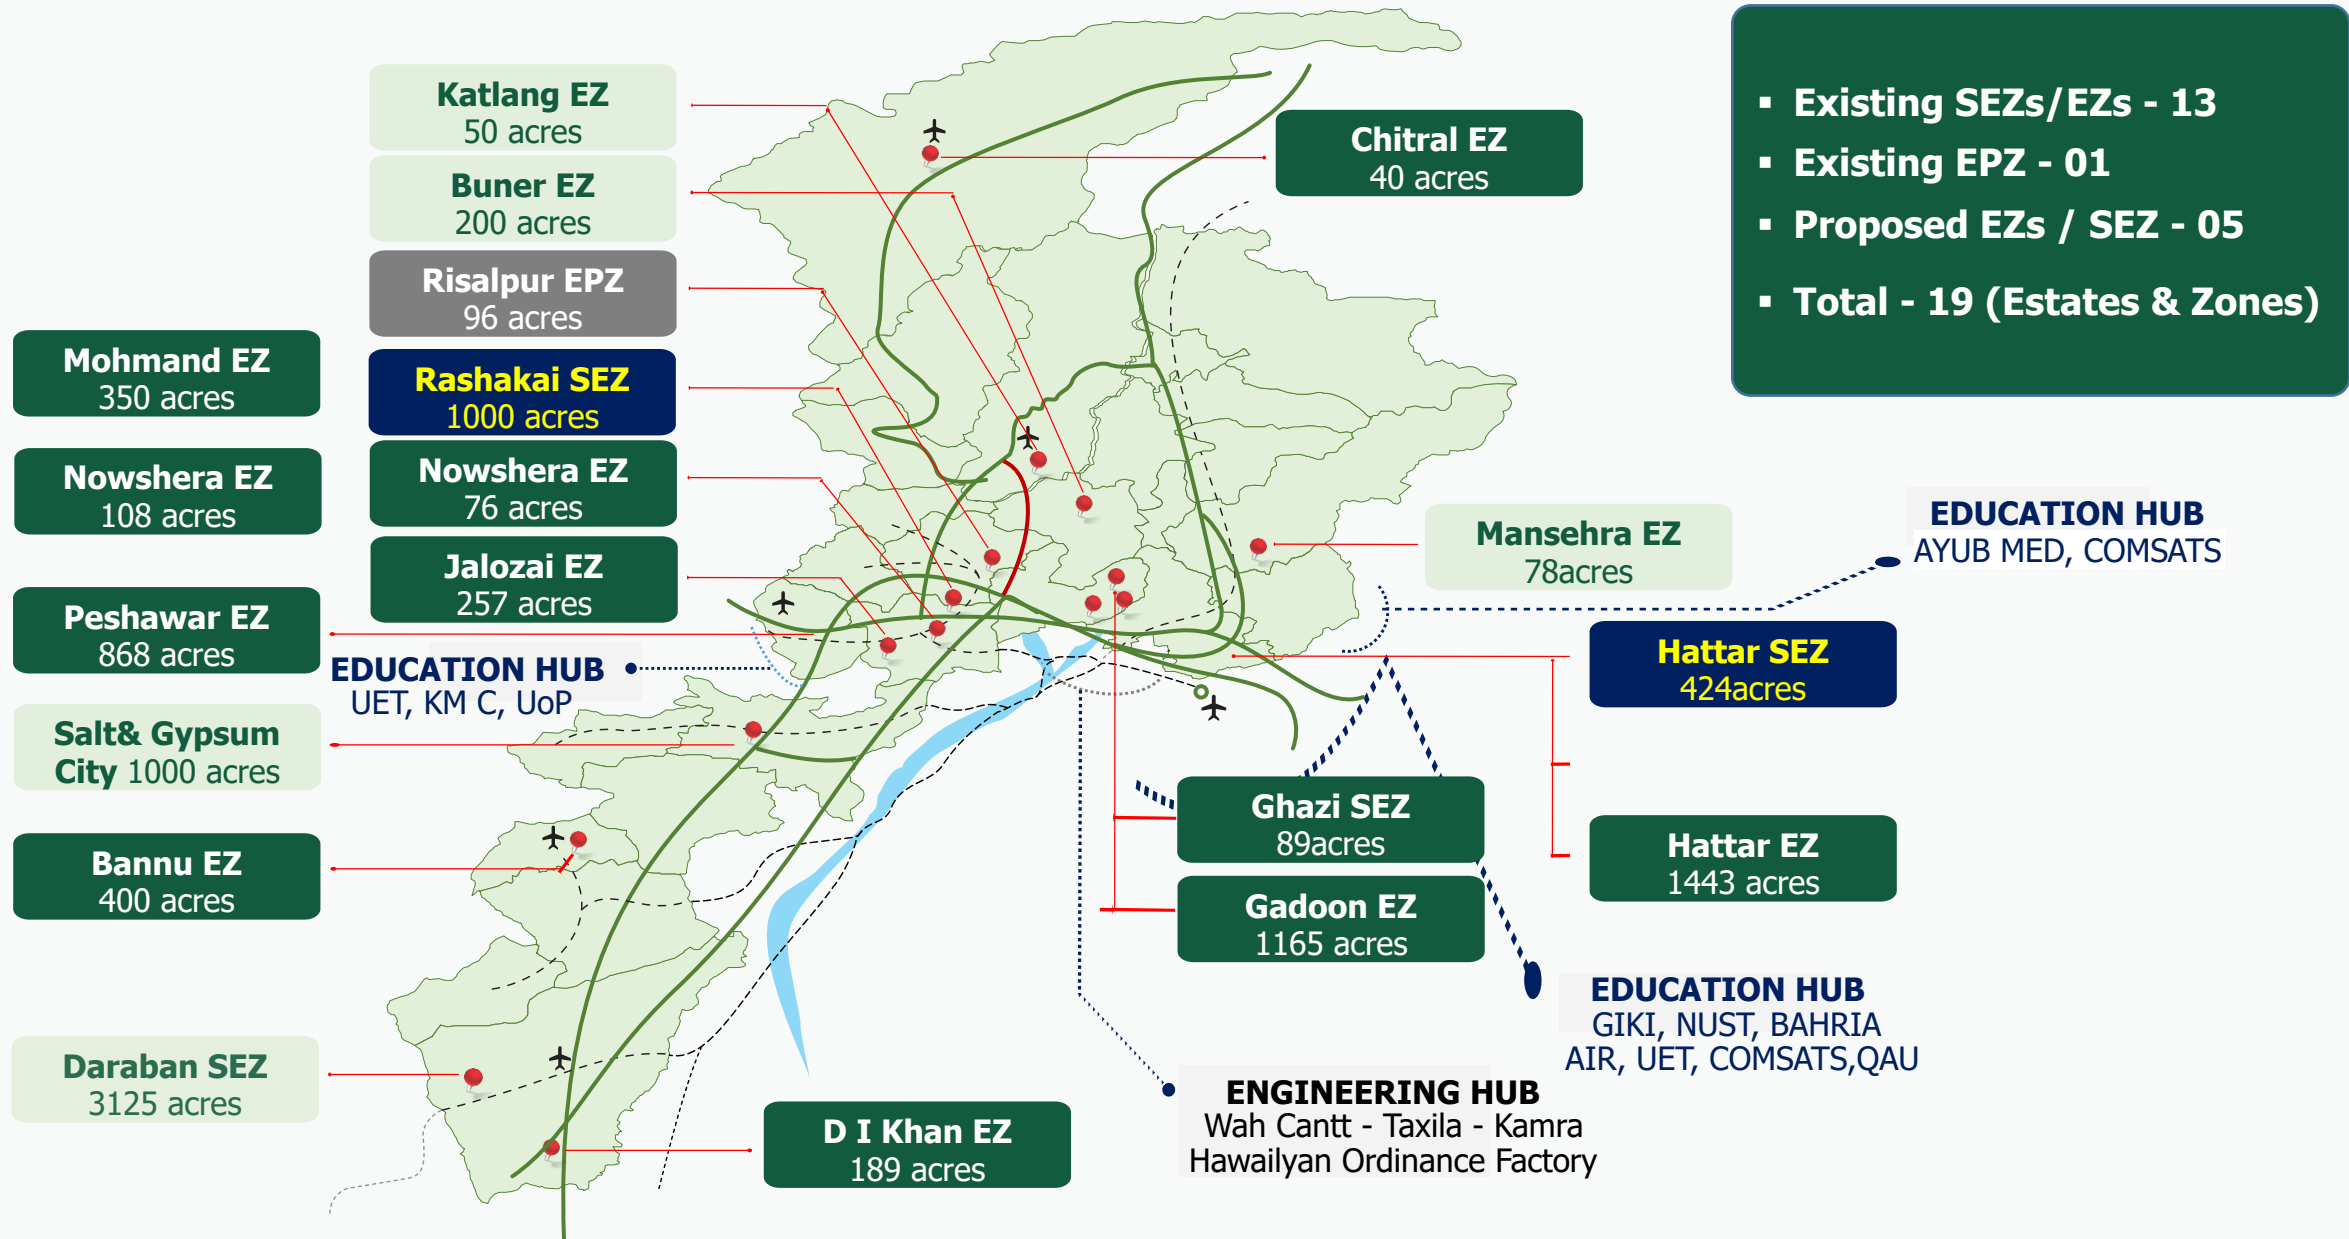 Katlang EZ
50 acres
Buner EZ
200 acres
Risalpur EPZ
96 acres
Rashakai SEZ
1000 acres
Nowshera EZ
76 acres
Jalozai EZ
257 acres
Mohmand EZ
350 acres
Nowshera EZ
108 acres
Peshawar EZ
868 acres
EDUCATION HUB
UET, KM C, UoP
Salt& Gypsum
City 1000 acres
Bannu EZ
400 acres
Daraban SEZ
3125 acres
D I Khan EZ
189 acres
Chitral EZ
40 acres
▪ Existing SEZs/EZs - 13
▪ Existing EPZ - 01
▪ Proposed EZs / SEZ - 05
▪ Total - 19 (Estates & Zones)
Mansehra EZ
78acres
EDUCATION HUB
AYUB MED, COMSATS
Hattar SEZ
424acres
Ghazi SEZ
89acres
Hattar EZ
1443 acres
Gadoon EZ
1165 acres
EDUCATION HUB
GIKI, NUST, BAHRIA
AIR, UET, COMSATS,QAU
ENGINEERING HUB
Wah Cantt - Taxila - Kamra
Hawailyan Ordinance Factory